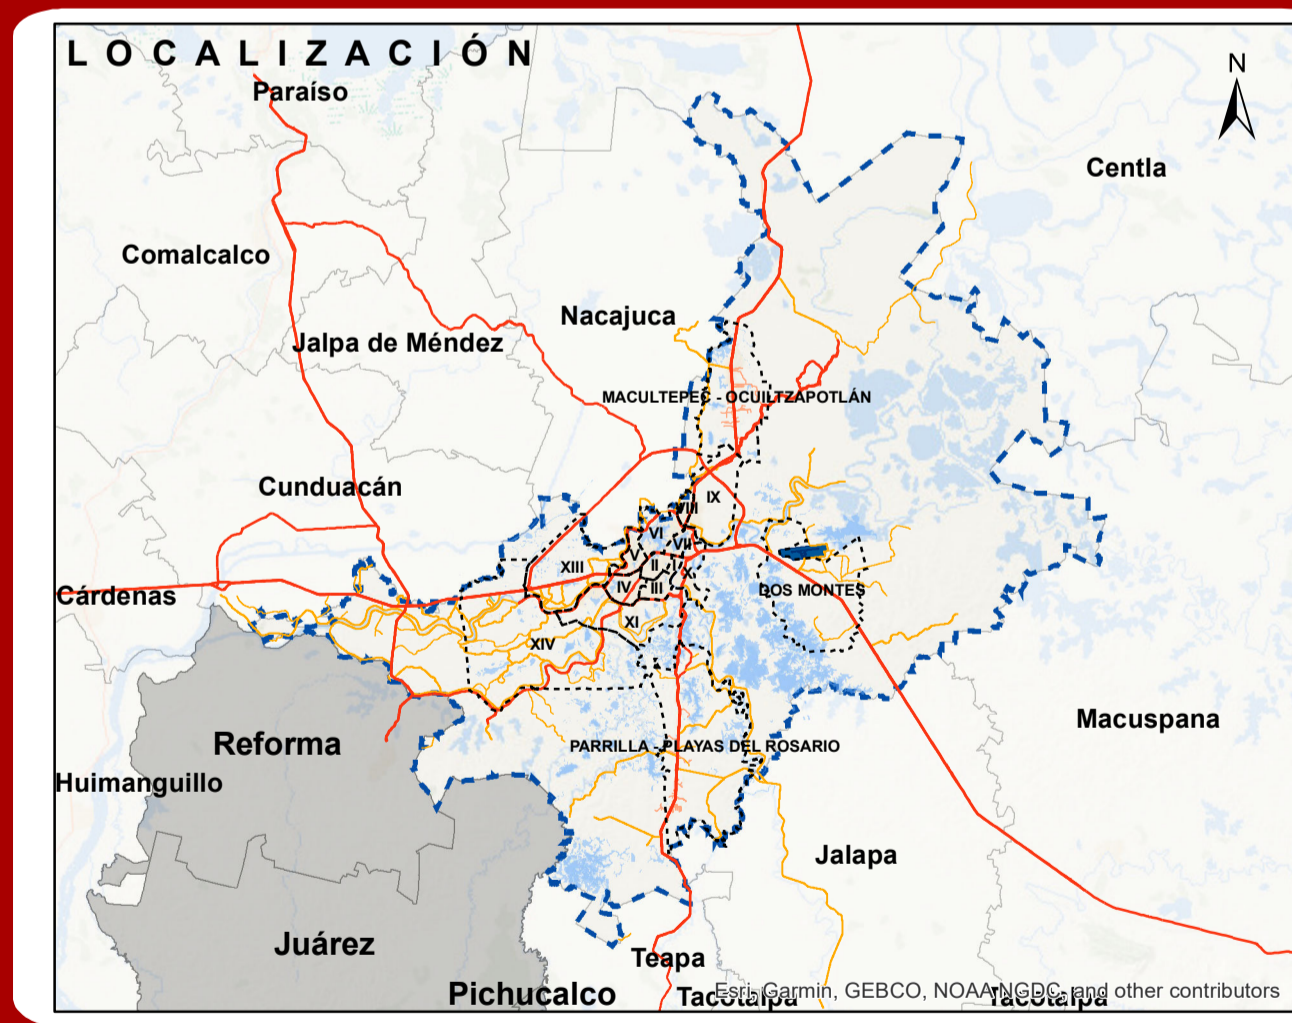 LOCALIZACIÓN
N
Paraíso
Centla
Comalcalco
Nacajuca
Jalpa de Méndez
MACULTEPEC - OCUILTZAPOTLÁN
Cunduacán
IX
VIII
VI
VII
V
XIII
II
I
X
IV
III
Cárdenas
DOS MONTES
XI
XIV
Macuspana
Reforma
PARRILLA - PLAYAS DEL ROSARIO
Huimanguillo
Jalapa
Juárez
Teapa
Pichucalco
Tacotalpa
Tacotalpa
Esri, Garmin, GEBCO, NOAA NGDC, and other contributors